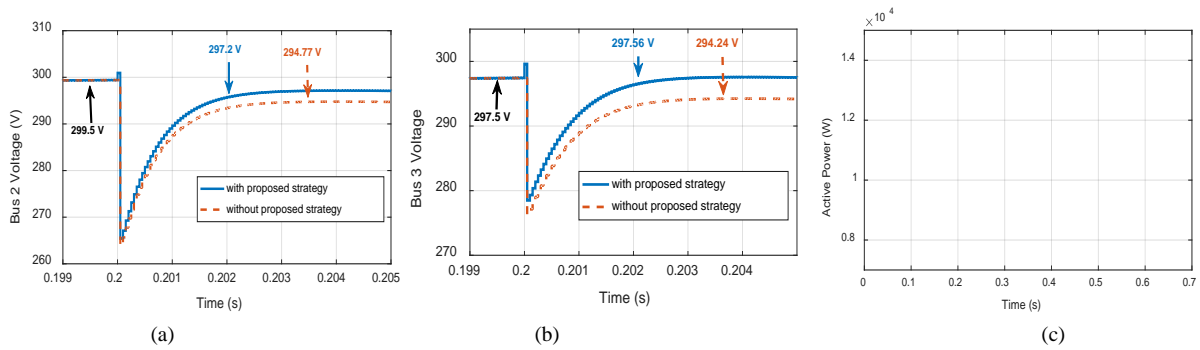 310
300
290
280
270
260
Bus 2 Voltage (V)
297.2 V
294.77 V
299.5 V
with proposed strategy
without proposed strategy
0.199
0.2
0.201
0.202
0.203
0.204
0.205
Time (s)
(a)
300
290
280
270
Bus 3 Voltage
297.56 V
294.24 V
297.5 V
with proposed strategy
without proposed strategy
0.199
0.2
0.201
0.202
0.203
0.204
Time (s)
(b)
× 10 4
15
14
12
1
0.8
Active Power (W)
0
0.1
0.2
0.3
0.4
0.5
0.6
0.7
Time (s)
(c)